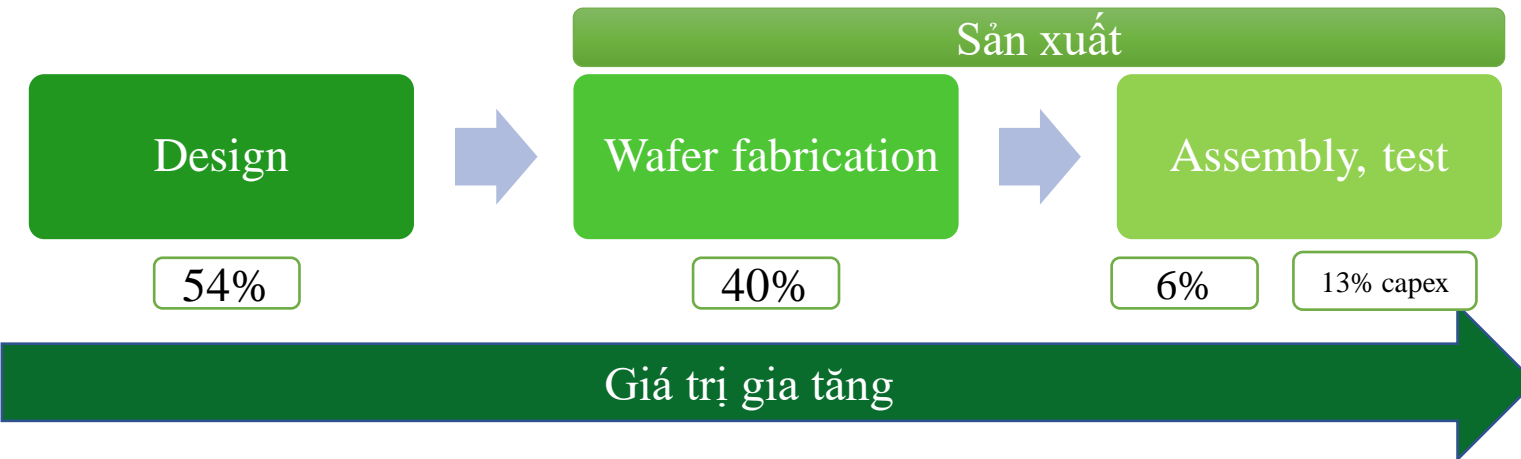 Sản xuất
Design
Wafer fabrication
Assembly, test
54%
40%
6%
13% capex
Giá trị gia tăng